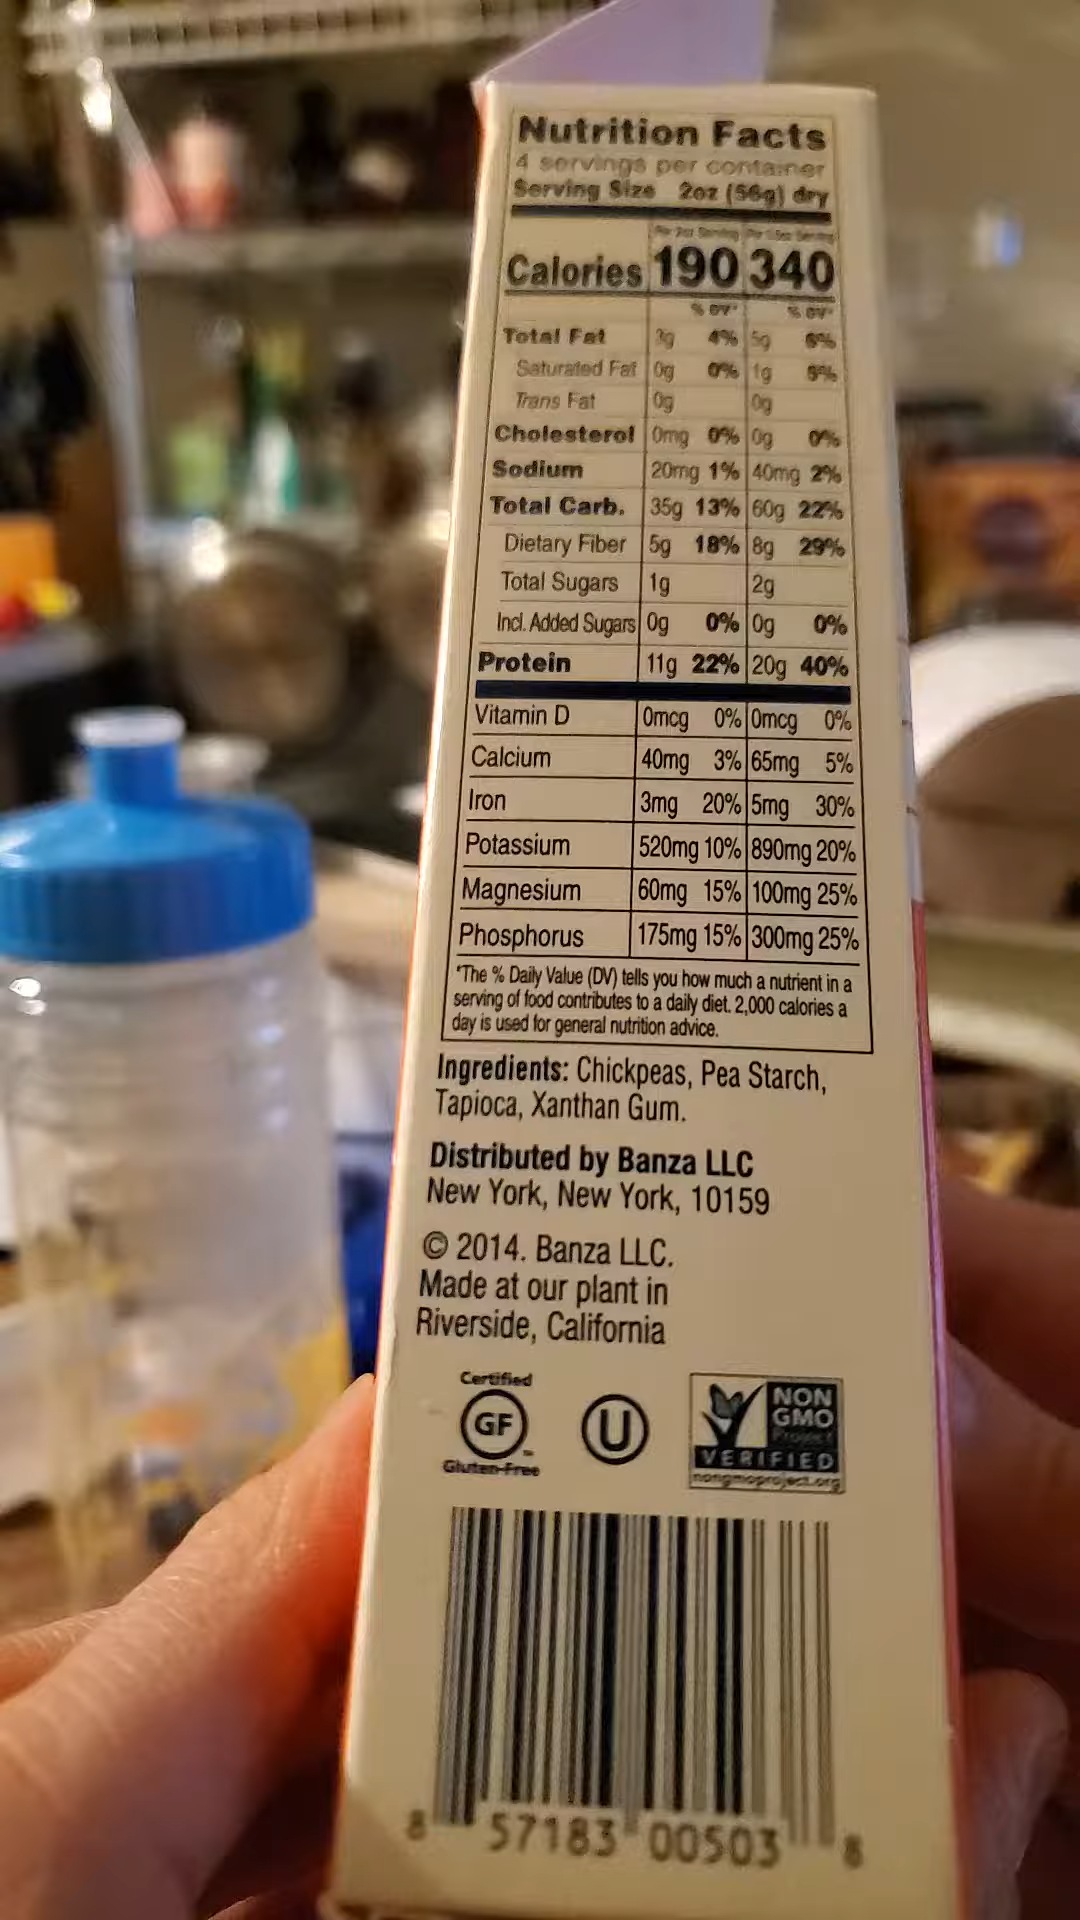 Nutrition Facts
4 servings per container
Serving Size 2oz (56g) dry
Per 2oz Serving Per 3.5oz Serving
Calories 190 340
% DV* % DV*
Total Fat 3g 4% 5g 6%
Saturated Fat 0g 0% 1g 5%
Trans Fat 0g 0g
Cholesterol 0mg 0% 0g 0%
Sodium 20mg 1% 40mg 2%
Total Carb. 35g 13% 60g 22%
Dietary Fiber 5g 18% 8g 29%
Total Sugars 1g 2g
Incl. Added Sugars 0g 0% 0g 0%
Protein 11g 22% 20g 40%
Vitamin D 0mcg 0% 0mcg 0%
Calcium 40mg 3% 65mg 5%
Iron 3mg 20% 5mg 30%
Potassium 520mg 10% 890mg 20%
Magnesium 60mg 15% 100mg 25%
Phosphorus 175mg 15% 300mg 25%
*The % Daily Value (DV) tells you how much a nutrient in a
serving of food contributes to a daily diet. 2,000 calories a
day is used for general nutrition advice.
Ingredients: Chickpeas, Pea Starch,
Tapioca, Xanthan Gum.
Distributed by Banza LLC
New York, New York, 10159
© 2014. Banza LLC.
Made at our plant in
Riverside, California
Certified
GF
Gluten-Free
U
NON
GMO
Project
VERIFIED
nongmoproject.org
8 57183 00503 8